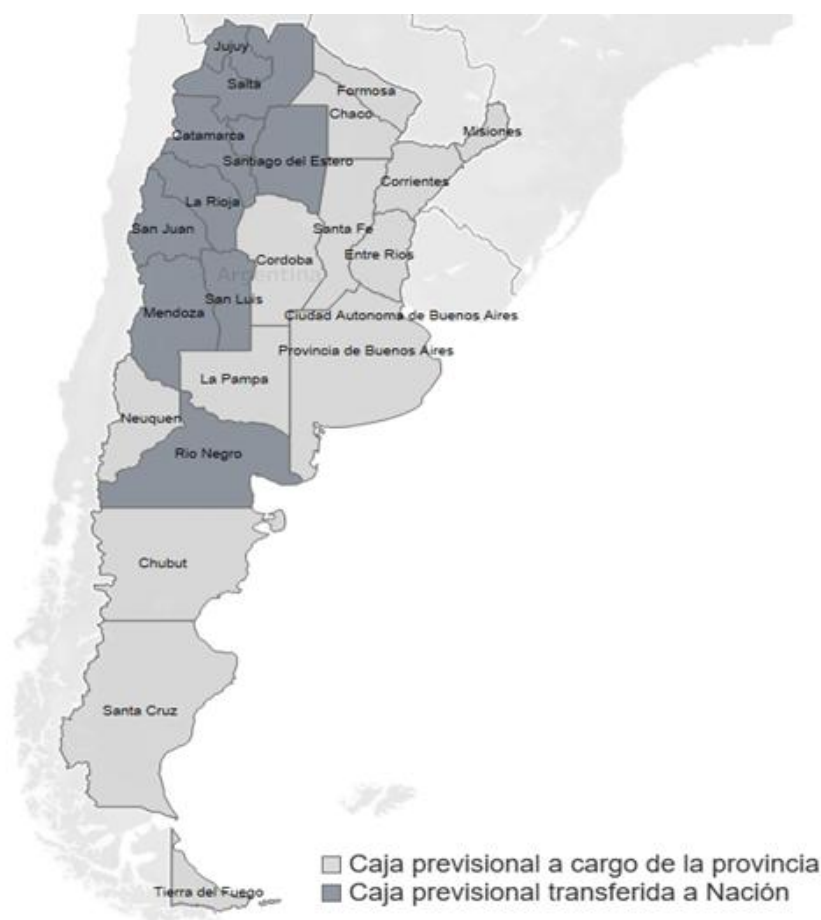 Jujuy
Salta
Formosa
Chaco
Misiones
Catamarca
Santiago del Estero
Corrientes
La Rioja
San Juan
Santa Fe
Entre Rios
Cordoba
Argentina
San Luis
Mendoza
Ciudad Autonoma de Buenos Aires
Provincia de Buenos Aires
La Pampa
Neuquen
Rio Negro
Chubut
Santa Cruz
Caja previsional a cargo de la provincia
Caja previsional transferida a Nación
Tierra del Fuego